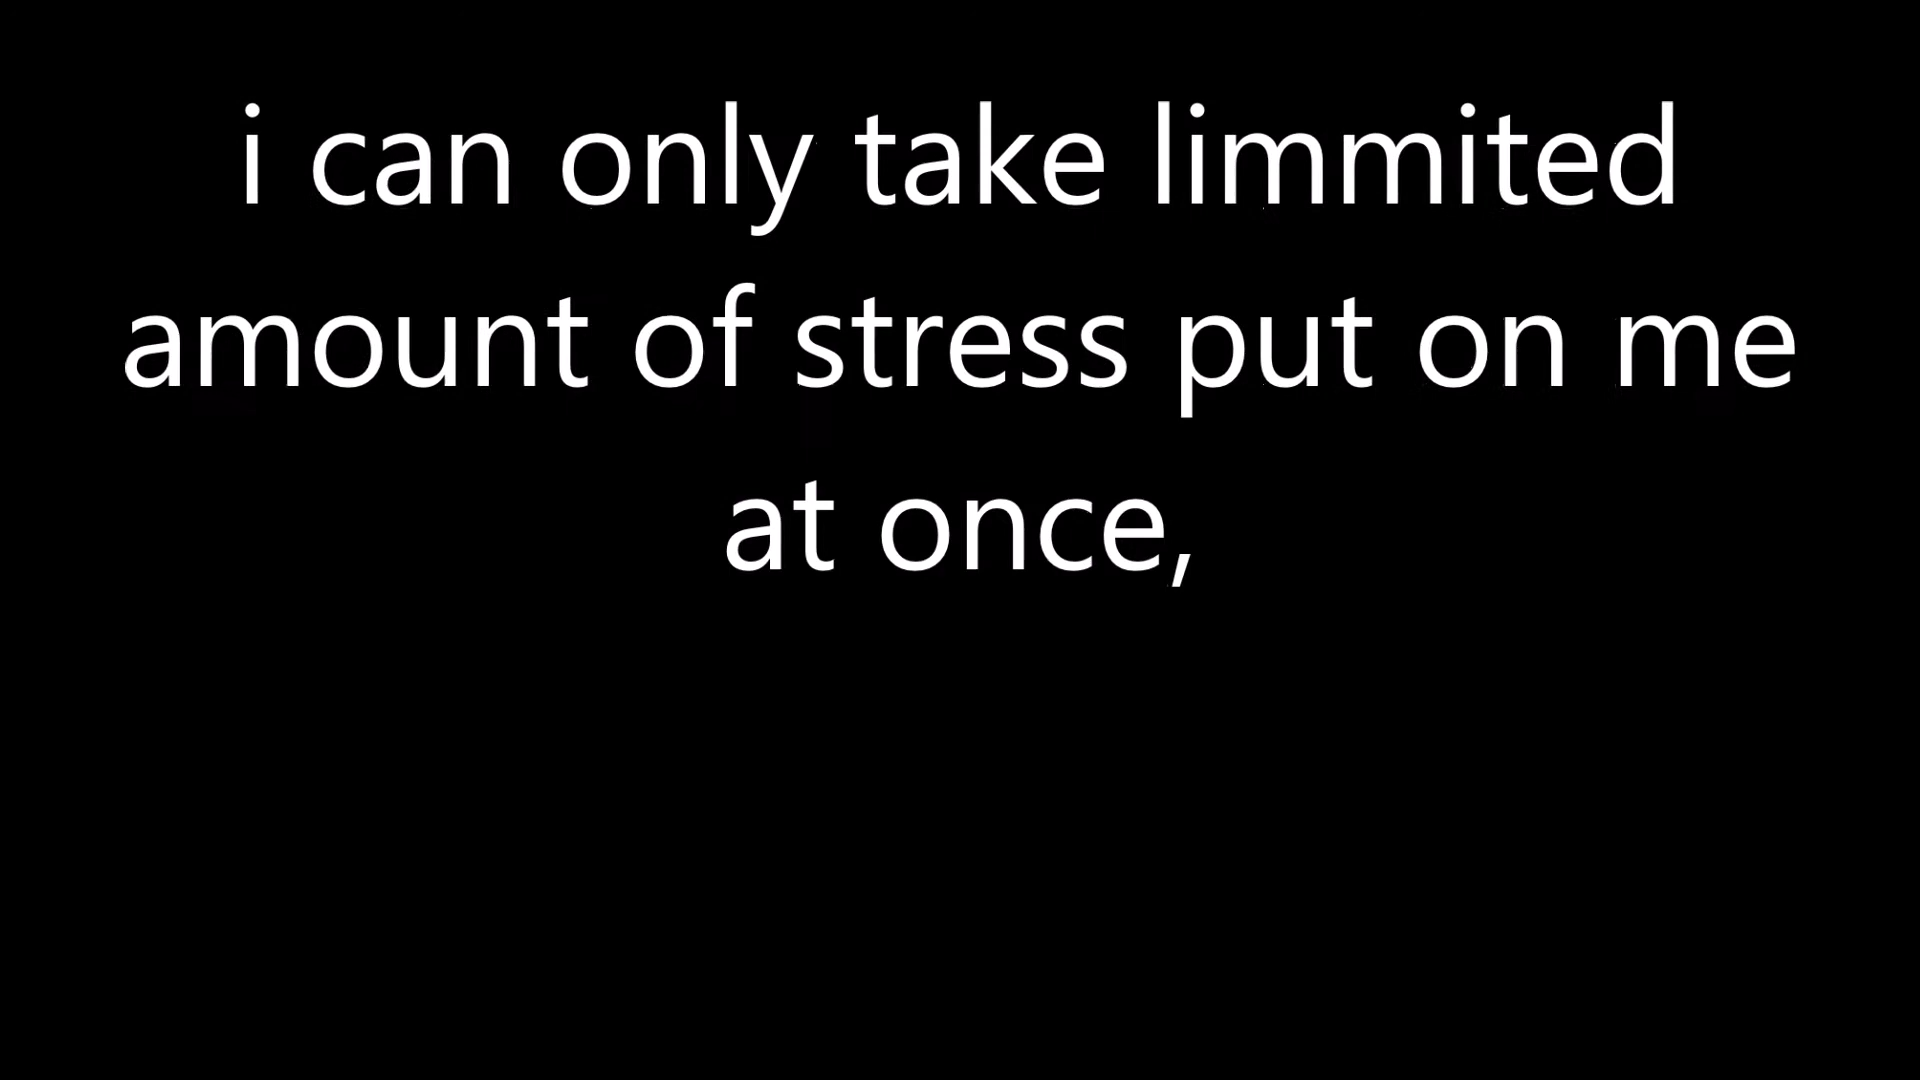 i can only take limmited
amount of stress put on me
at once,